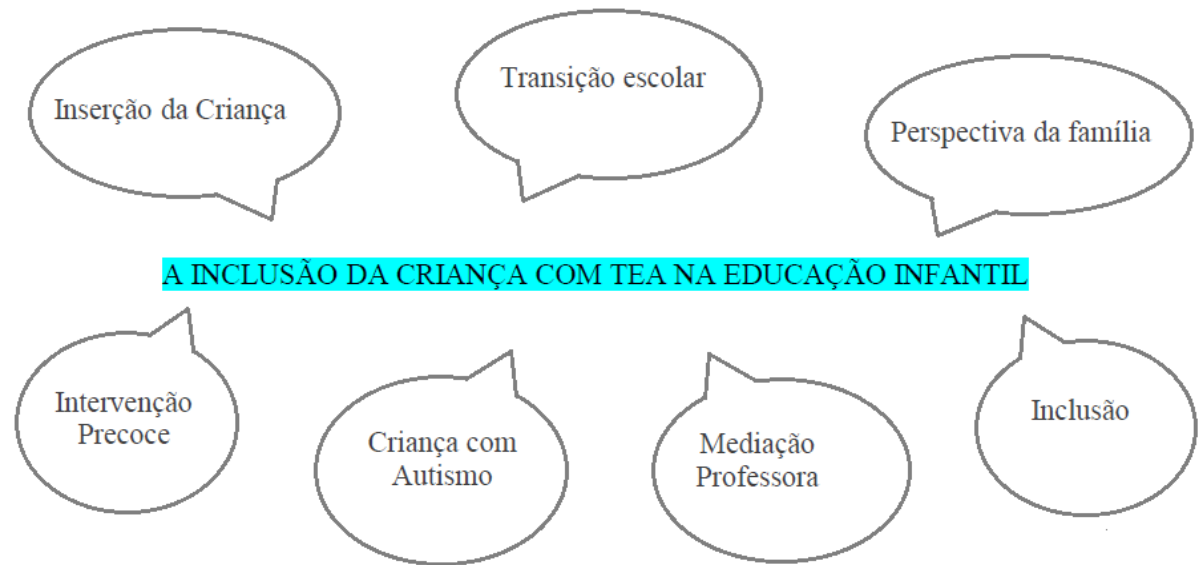 Inserção da Criança
Transição escolar
Perspectiva da família
A INCLUSÃO DA CRIANÇA COM TEA NA EDUCAÇÃO INFANTIL
Intervenção
Precoce
Criança com
Autismo
Mediação
Professora
Inclusão